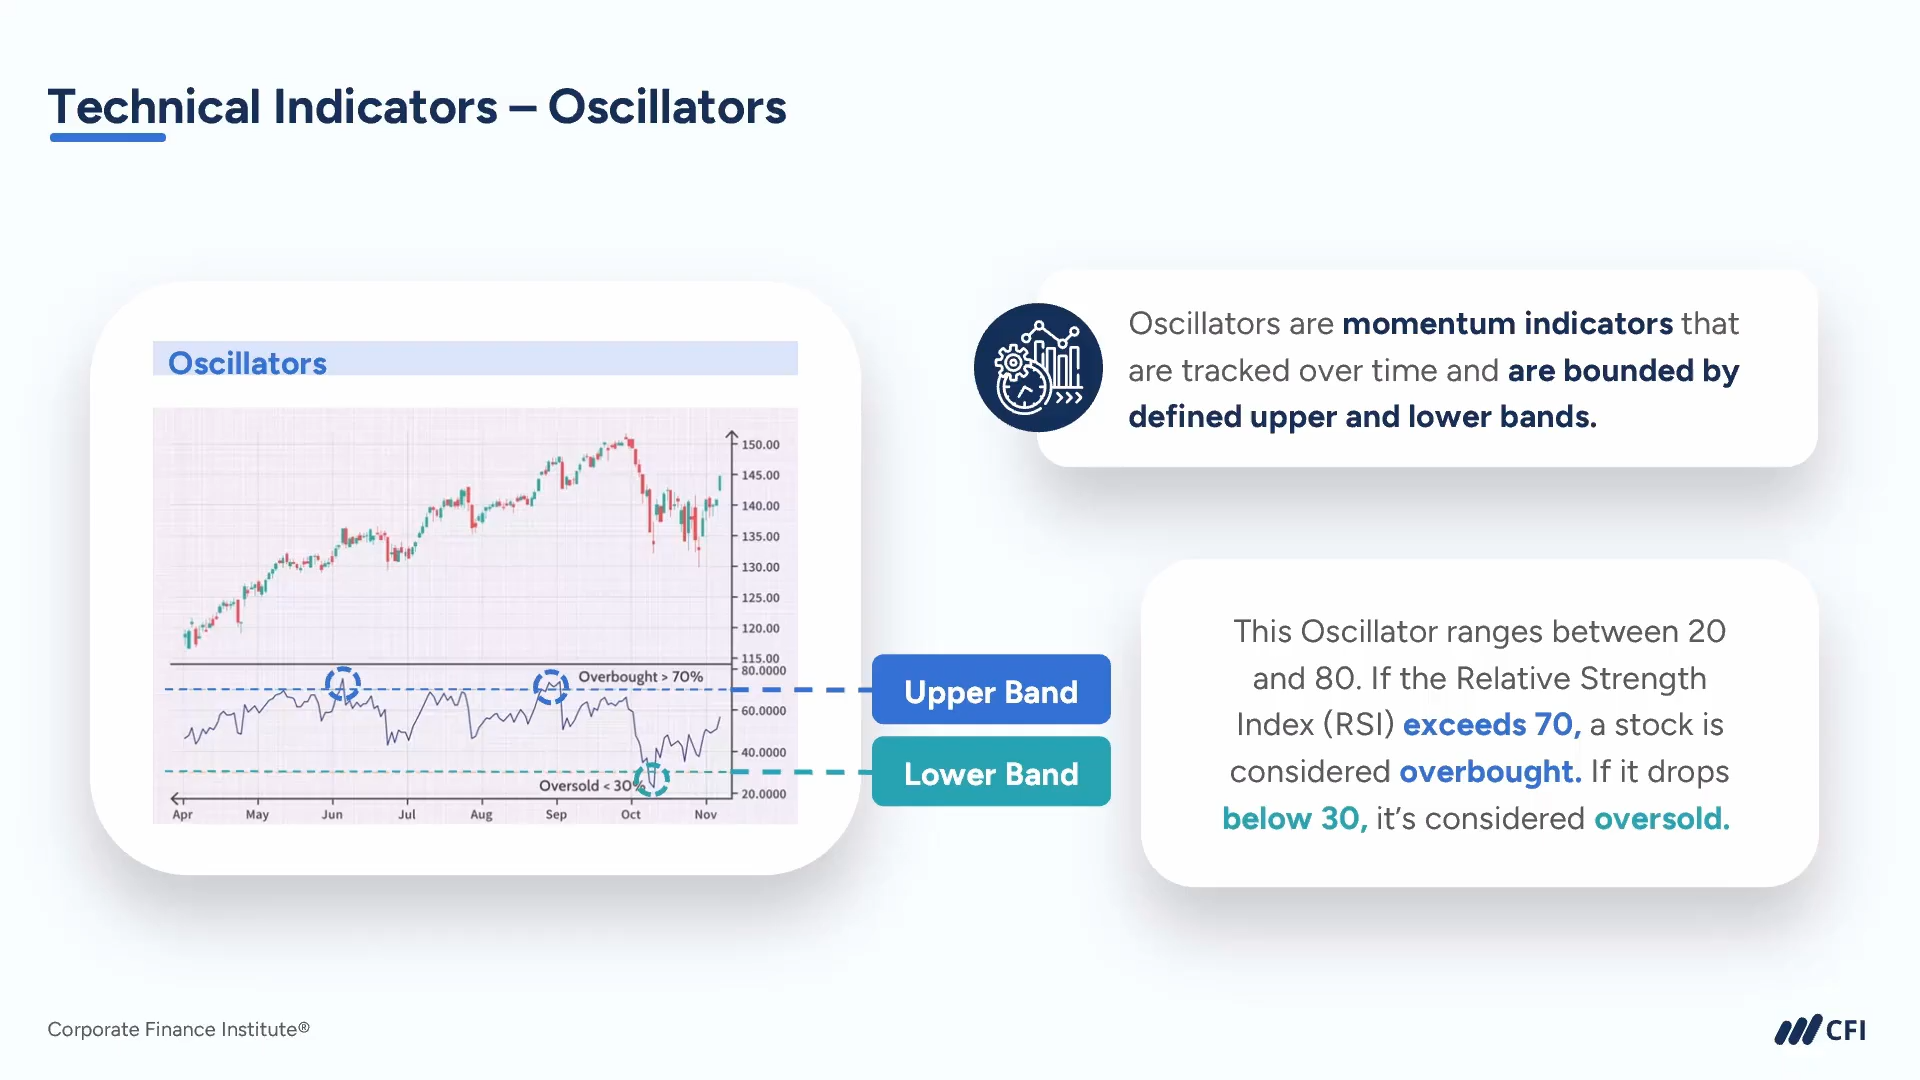 Technical Indicators – Oscillators
Oscillators
150.00
145.00
140.00
135.00
130.00
125.00
120.00
115.00
80.0000
Overbought > 70%
60.0000
40.0000
Oversold < 30%
20.0000
Apr May Jun Jul Aug Sep Oct Nov
Upper Band
Lower Band
Oscillators are momentum indicators that
are tracked over time and are bounded by
defined upper and lower bands.
This Oscillator ranges between 20
and 80. If the Relative Strength
Index (RSI) exceeds 70, a stock is
considered overbought. If it drops
below 30, it’s considered oversold.
Corporate Finance Institute®
CFI